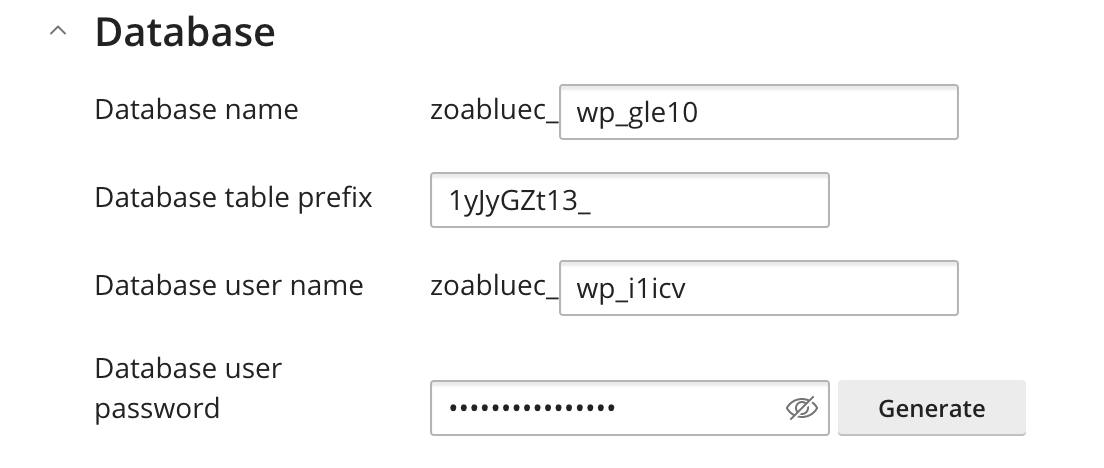 Database
Database name zoabluec_ wp_gle10
Database table prefix 1yJyGZt13_
Database user name zoabluec_ wp_i1icv
Database user
password •••••••••••••••• Generate